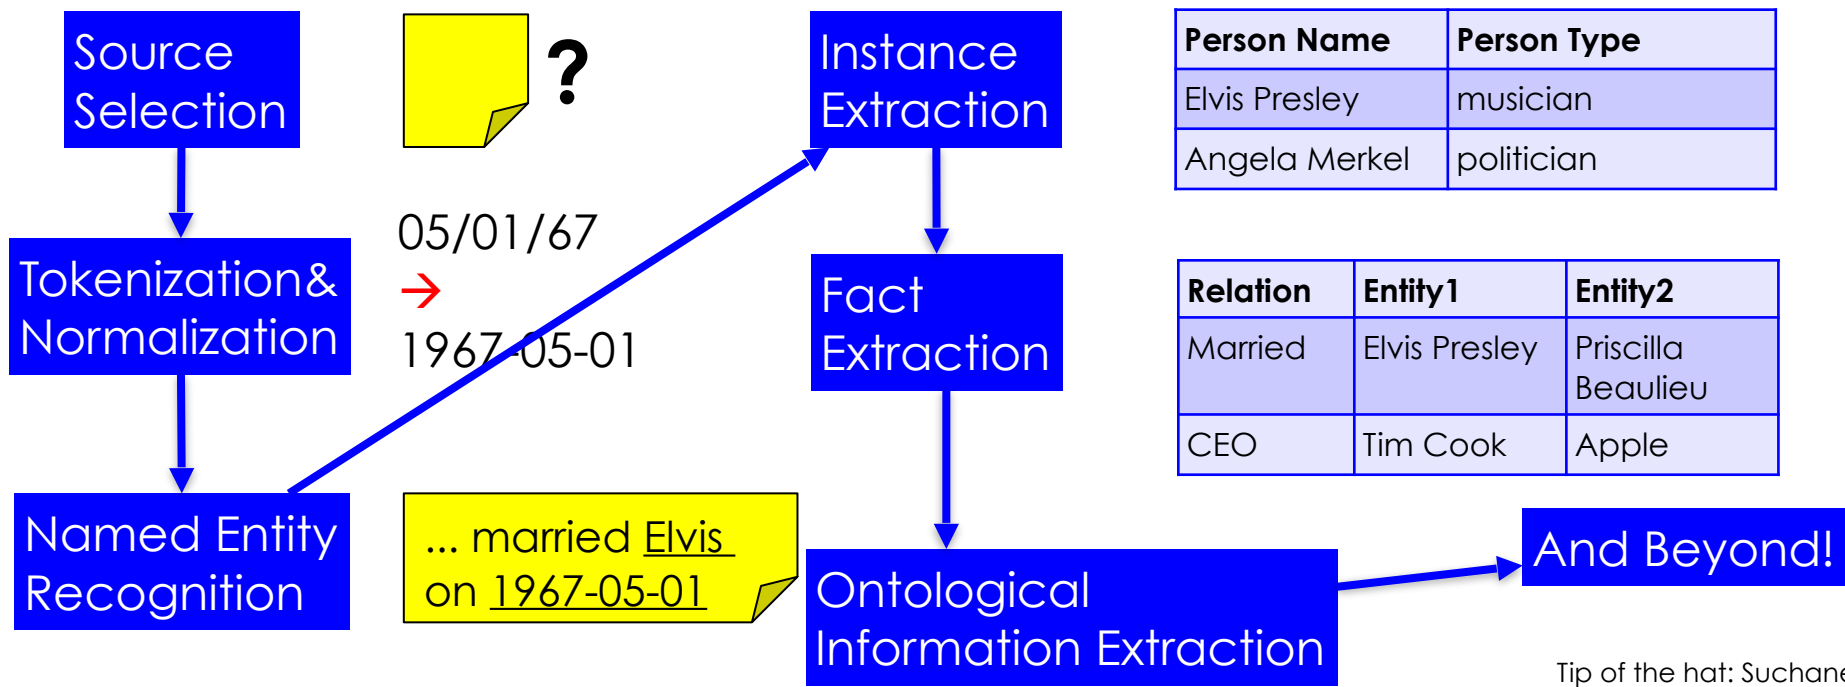 Source
Selection
?
Tokenization&
Normalization
05/01/67
→
1967-05-01
Named Entity
Recognition
... married Elvis
on 1967-05-01
Instance
Extraction
Person Name Person Type
Elvis Presley musician
Angela Merkel politician
Fact
Extraction
Relation Entity1 Entity2
Married Elvis Presley Priscilla
Beaulieu
CEO Tim Cook Apple
Ontological
Information Extraction
And Beyond!
Tip of the hat: